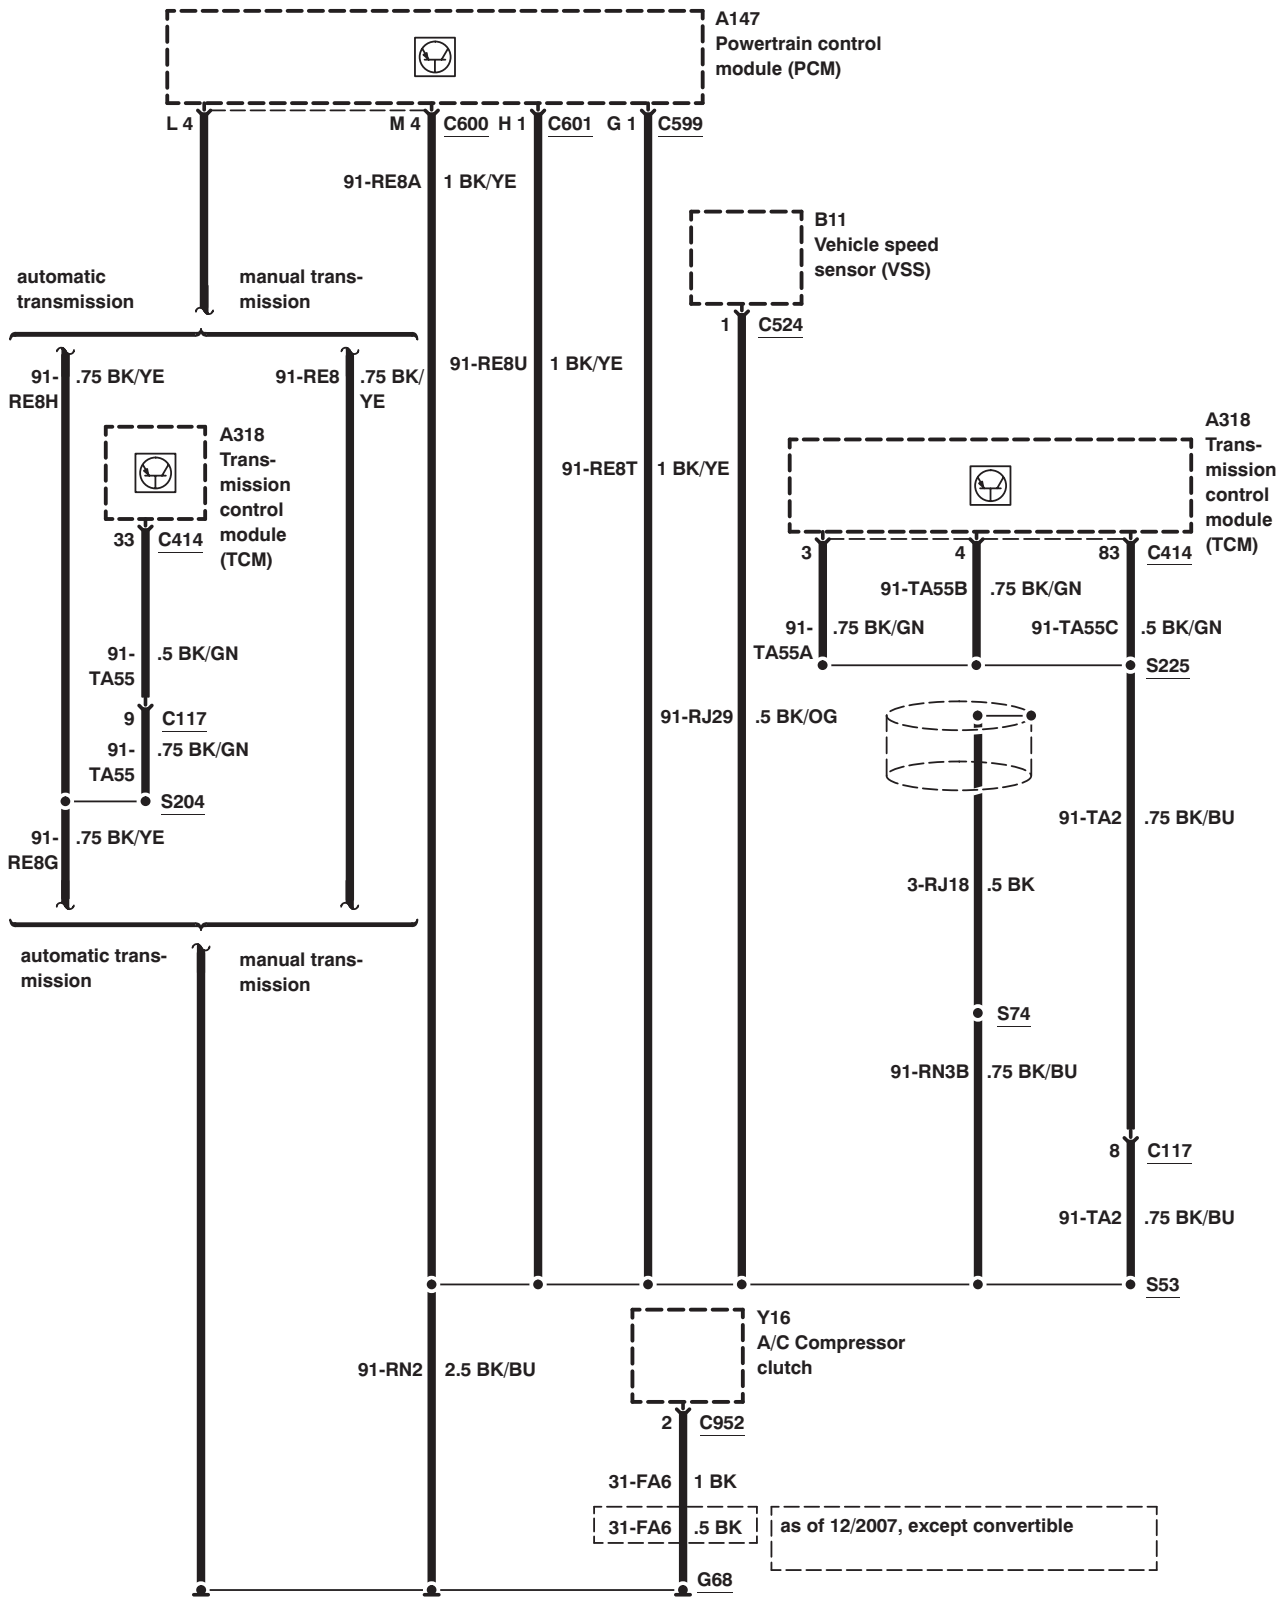 A147
Powertrain control
module (PCM)
L 4
M 4 C600
H 1 C601
G 1 C599
91-RE8A 1 BK/YE
B11
Vehicle speed
sensor (VSS)
automatic
transmission
manual trans-
mission
1 C524
91-RE8U 1 BK/YE
91-
RE8H
.75 BK/YE
91-RE8
.75 BK/
YE
A318
Trans-
mission
control
module
(TCM)
A318
Trans-
mission
control
module
(TCM)
91-RE8T 1 BK/YE
33 C414
3
4
83 C414
91-TA55B .75 BK/GN
91-
TA55A
.75 BK/GN
91-TA55C .5 BK/GN
91-
TA55
.5 BK/GN
S225
9 C117
91-RJ29 .5 BK/OG
91-
TA55
.75 BK/GN
S204
91-TA2 .75 BK/BU
91-
RE8G
.75 BK/YE
3-RJ18 .5 BK
automatic trans-
mission
manual trans-
mission
S74
91-RN3B .75 BK/BU
8 C117
91-TA2 .75 BK/BU
S53
Y16
A/C Compressor
clutch
91-RN2 2.5 BK/BU
2 C952
31-FA6 1 BK
31-FA6 .5 BK
as of 12/2007, except convertible
G68